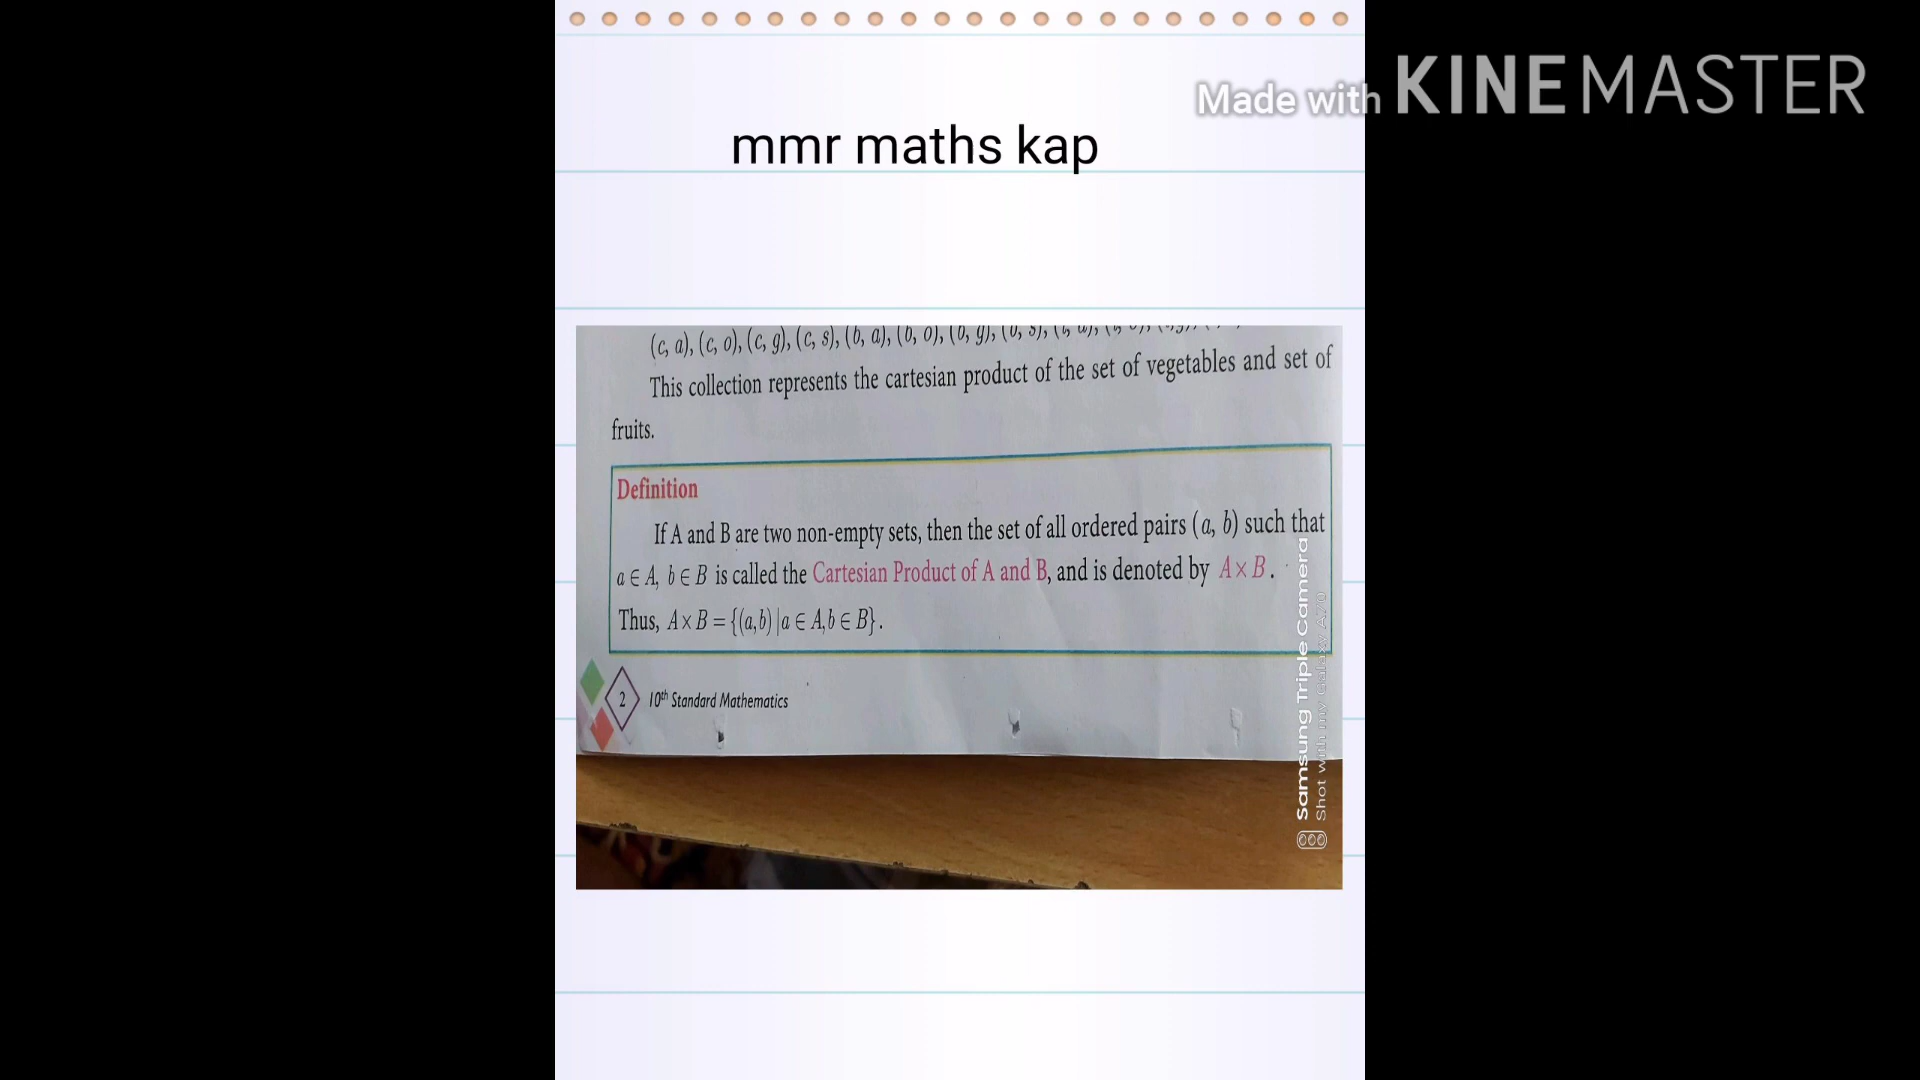 Made with KINEMASTER
mmr maths kap
(c, a), (c, o), (c, g), (c, s), (b, a), (b, o), (b, g), (b, s),
This collection represents the cartesian product of the set of vegetables and set of
fruits.
Definition
If A and B are two non-empty sets, then the set of all ordered pairs (a, b) such that
a ∈ A, b ∈ B is called the Cartesian Product of A and B, and is denoted by A × B.
Thus, A × B = {(a,b) | a ∈ A, b ∈ B}.
2 10th Standard Mathematics
Samsung Triple Camera
Shot with my Galaxy A70